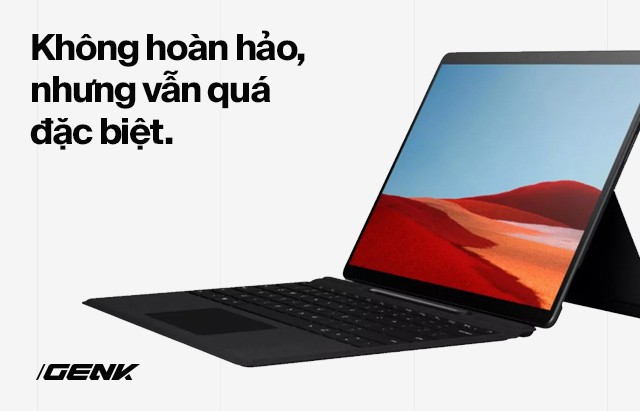 Không hoàn hảo,
nhưng vẫn quá
đặc biệt.
/GENK